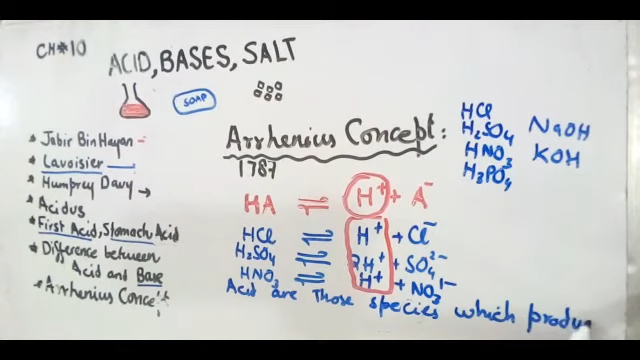 CH*10
ACID, BASES, SALT
SOAP
* Jabir Bin Hayan -
* Lavoisier
* Humprey Davy →
* Acidus
* First Acid, Stomach Acid
* Difference between
Acid and Base
* Arrhenius Concept
Arrhenius Concept:
1787
HCl
H₂SO₄
HNO₃
H₃PO₄
NaOH
KOH
HA ⇌ H⁺ + A⁻
HCl ⇌ H⁺ + Cl⁻
H₂SO₄ ⇌ 2H⁺ + SO₄²⁻
HNO₃ ⇌ H⁺ + NO₃¹⁻
Acid are those species which produ